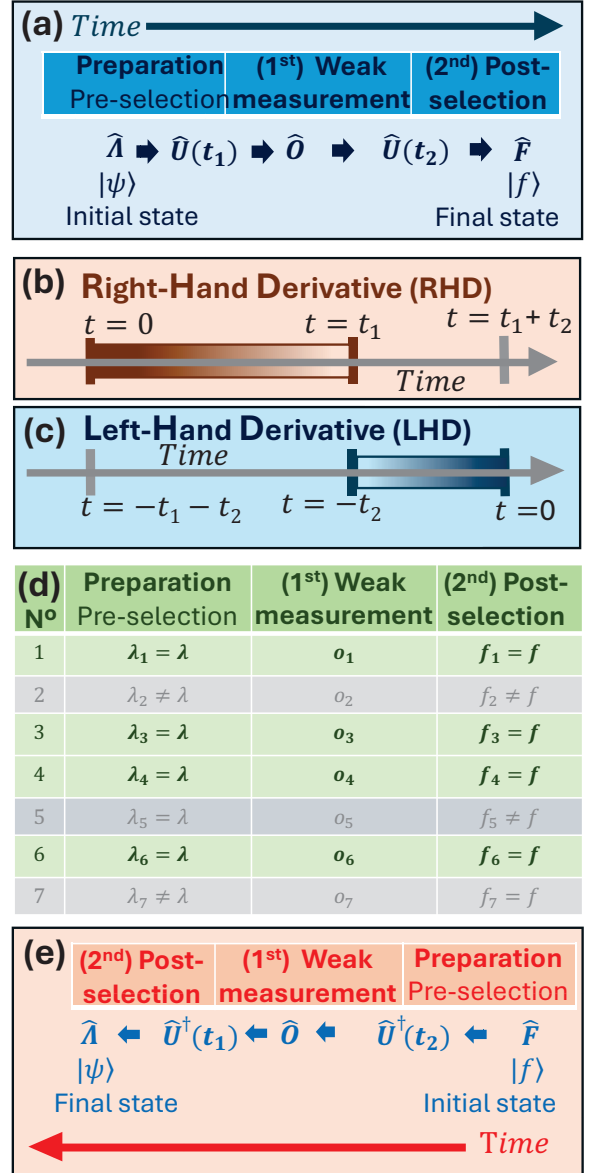 (a) Time
Preparation (1st) Weak (2nd) Post-
Pre-selection measurement selection
Λ̂ ➡ Û(t₁) ➡ Ô ➡ Û(t₂) ➡ F̂
|ψ⟩ |f⟩
Initial state Final state
(b) Right-Hand Derivative (RHD)
t = 0 t = t₁ t = t₁+ t₂
Time
(c) Left-Hand Derivative (LHD)
Time
t = −t₁ − t₂ t = −t₂ t =0
(d) Preparation (1st) Weak (2nd) Post-
Nº Pre-selection measurement selection
1 λ₁ = λ o₁ f₁ = f
2 λ₂ ≠ λ o₂ f₂ ≠ f
3 λ₃ = λ o₃ f₃ = f
4 λ₄ = λ o₄ f₄ = f
5 λ₅ = λ o₅ f₅ ≠ f
6 λ₆ = λ o₆ f₆ = f
7 λ₇ ≠ λ o₇ f₇ = f
(e) (2nd) Post- (1st) Weak Preparation
selection measurement Pre-selection
Λ̂ ⬅ Û†(t₁) ⬅ Ô ⬅ Û†(t₂) ⬅ F̂
|ψ⟩ |f⟩
Final state Initial state
Time